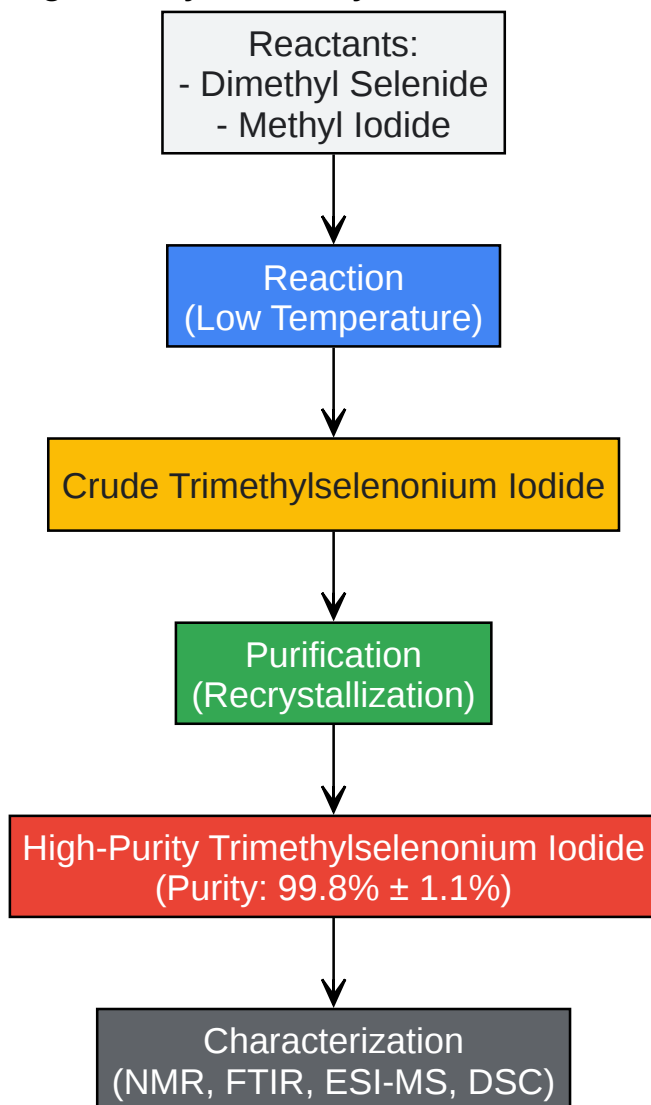 Reactants:
- Dimethyl Selenide
- Methyl Iodide
Reaction
(Low Temperature)
Crude Trimethylselenonium Iodide
Purification
(Recrystallization)
High-Purity Trimethylselenonium Iodide
(Purity: 99.8% ± 1.1%)
Characterization
(NMR, FTIR, ESI-MS, DSC)